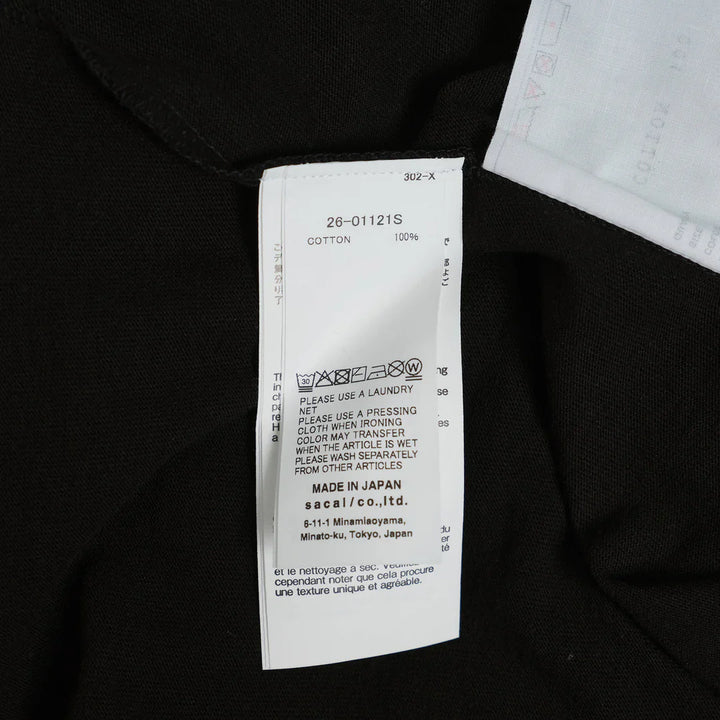 302-X
26-01121S
COTTON 100%
30
W
PLEASE USE A LAUNDRY
NET
PLEASE USE A PRESSING
CLOTH WHEN IRONING
COLOR MAY TRANSFER
WHEN THE ARTICLE IS WET
PLEASE WASH SEPARATELY
FROM OTHER ARTICLES
MADE IN JAPAN
sacai/co.,ltd.
6-11-1 Minamiaoyama,
Minato-ku, Tokyo, Japan
et le nettoyage à sec.
cependant noter que cela procure
une texture unique et agréable.
COTTON